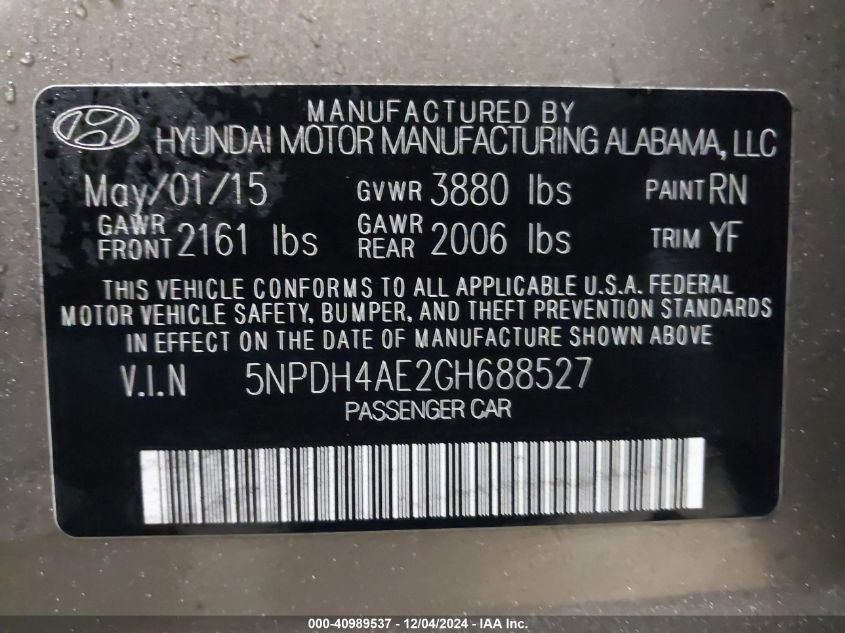 MANUFACTURED BY
HYUNDAI MOTOR MANUFACTURING ALABAMA, LLC
May/01/15 GVWR 3880 lbs PAINT RN
GAWR FRONT 2161 lbs GAWR REAR 2006 lbs TRIM YF
THIS VEHICLE CONFORMS TO ALL APPLICABLE U.S.A. FEDERAL
MOTOR VEHICLE SAFETY, BUMPER, AND THEFT PREVENTION STANDARDS
IN EFFECT ON THE DATE OF MANUFACTURE SHOWN ABOVE
V.I.N 5NPDH4AE2GH688527
PASSENGER CAR
000-40989537 - 12/04/2024 - IAA Inc.